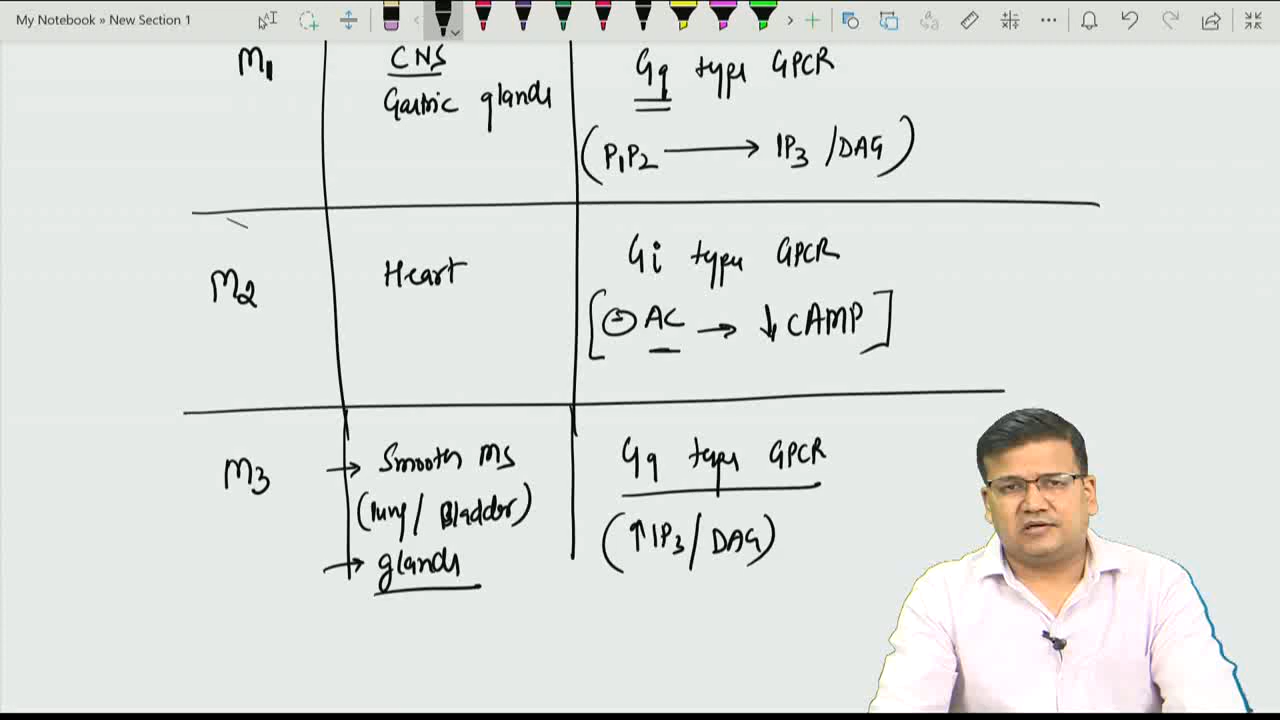 My Notebook » New Section 1
M1 CNS Gq type GPCR
Gastric glands
(P1P2 → IP3 /DAG)
M2 Heart Gi type GPCR
[⊖ AC → ↓ CAMP]
M3 → Smooth MS Gq type GPCR
(lung / Bladder) (↑IP3 / DAG)
→ glands